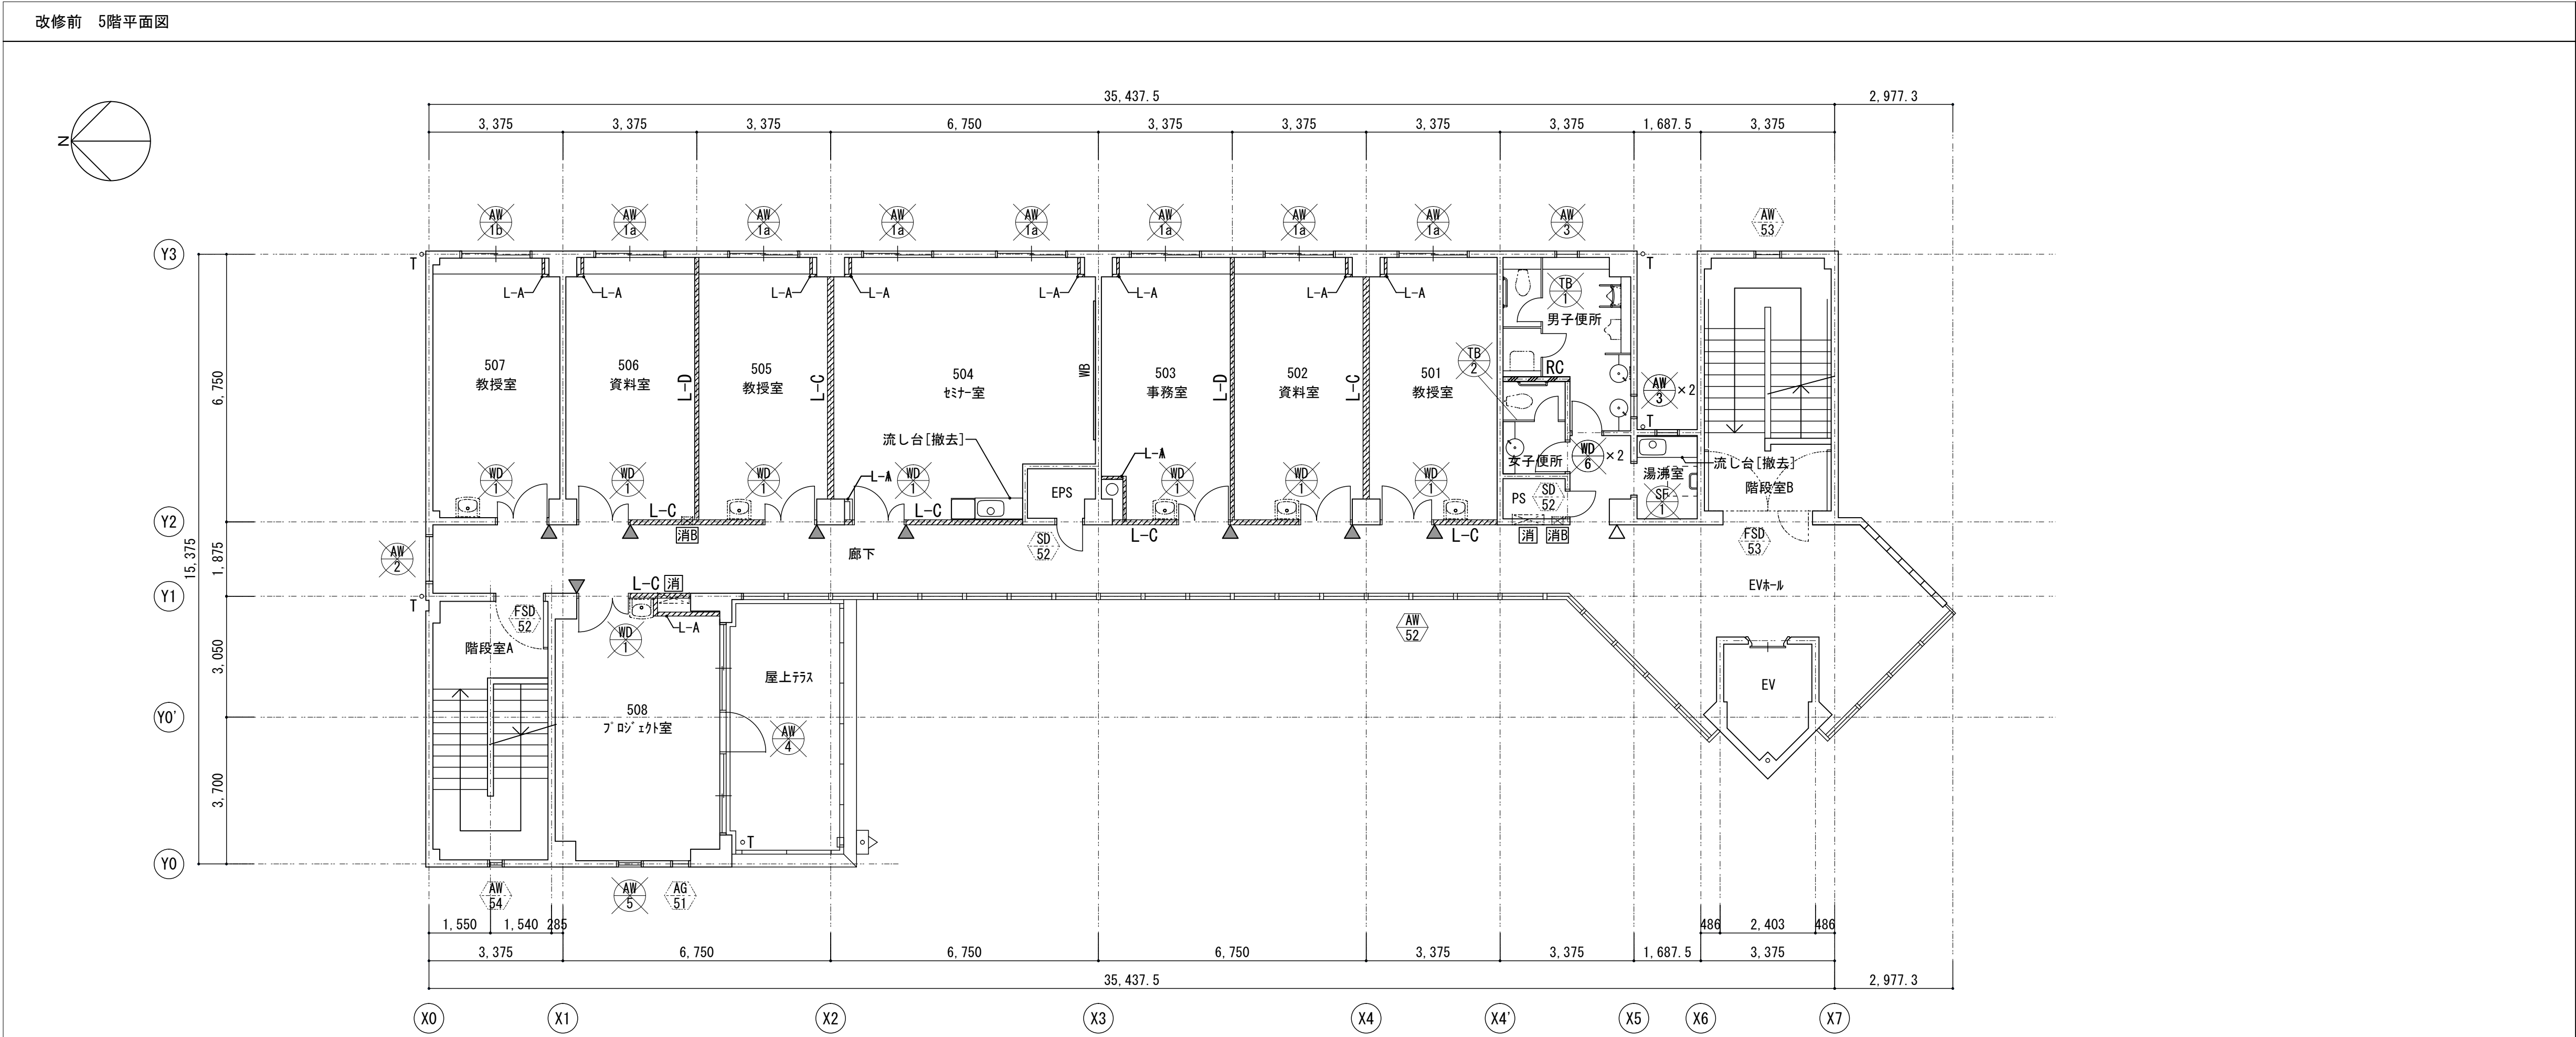 改修前　5階平面図
N
35,437.5
2,977.3
3,375
3,375
3,375
6,750
3,375
3,375
3,375
3,375
1,687.5
3,375
AW
1b
AW
1a
AW
1a
AW
1a
AW
1a
AW
1a
AW
1a
AW
1a
AW
3
AW
53
Y3
T
T
L-A
L-A
L-A
L-A
L-A
L-A
L-A
L-A
TB
1
男子便所
507
教授室
506
資料室
L-D
505
教授室
L-C
504
ｾﾐﾅｰ室
WB
503
事務室
L-D
502
資料室
L-C
501
教授室
TB
2
RC
AW
3
×2
T
流し台[撤去]
L-A
L-A
WD
1
WD
1
WD
1
WD
1
WD
1
WD
1
WD
1
女子便所
WD
6
×2
湯沸室
流し台[撤去]
階段室B
EPS
PS
SD
52
SF
1
L-C
L-C
Y2
消B
L-C
L-C
消
消B
AW
2
廊下
SD
52
FSD
53
EVﾎｰﾙ
6,750
1,875
15,375
3,050
3,700
Y1
T
L-C
消
FSD
52
WD
1
L-A
階段室A
AW
52
屋上ﾃﾗｽ
EV
Y0'
508
ﾌﾟﾛｼﾞｪｸﾄ室
AW
4
T
Y0
AW
54
AW
5
AG
51
1,550
1,540
285
486
2,403
486
3,375
6,750
6,750
6,750
3,375
3,375
1,687.5
3,375
35,437.5
2,977.3
X0
X1
X2
X3
X4
X4'
X5
X6
X7